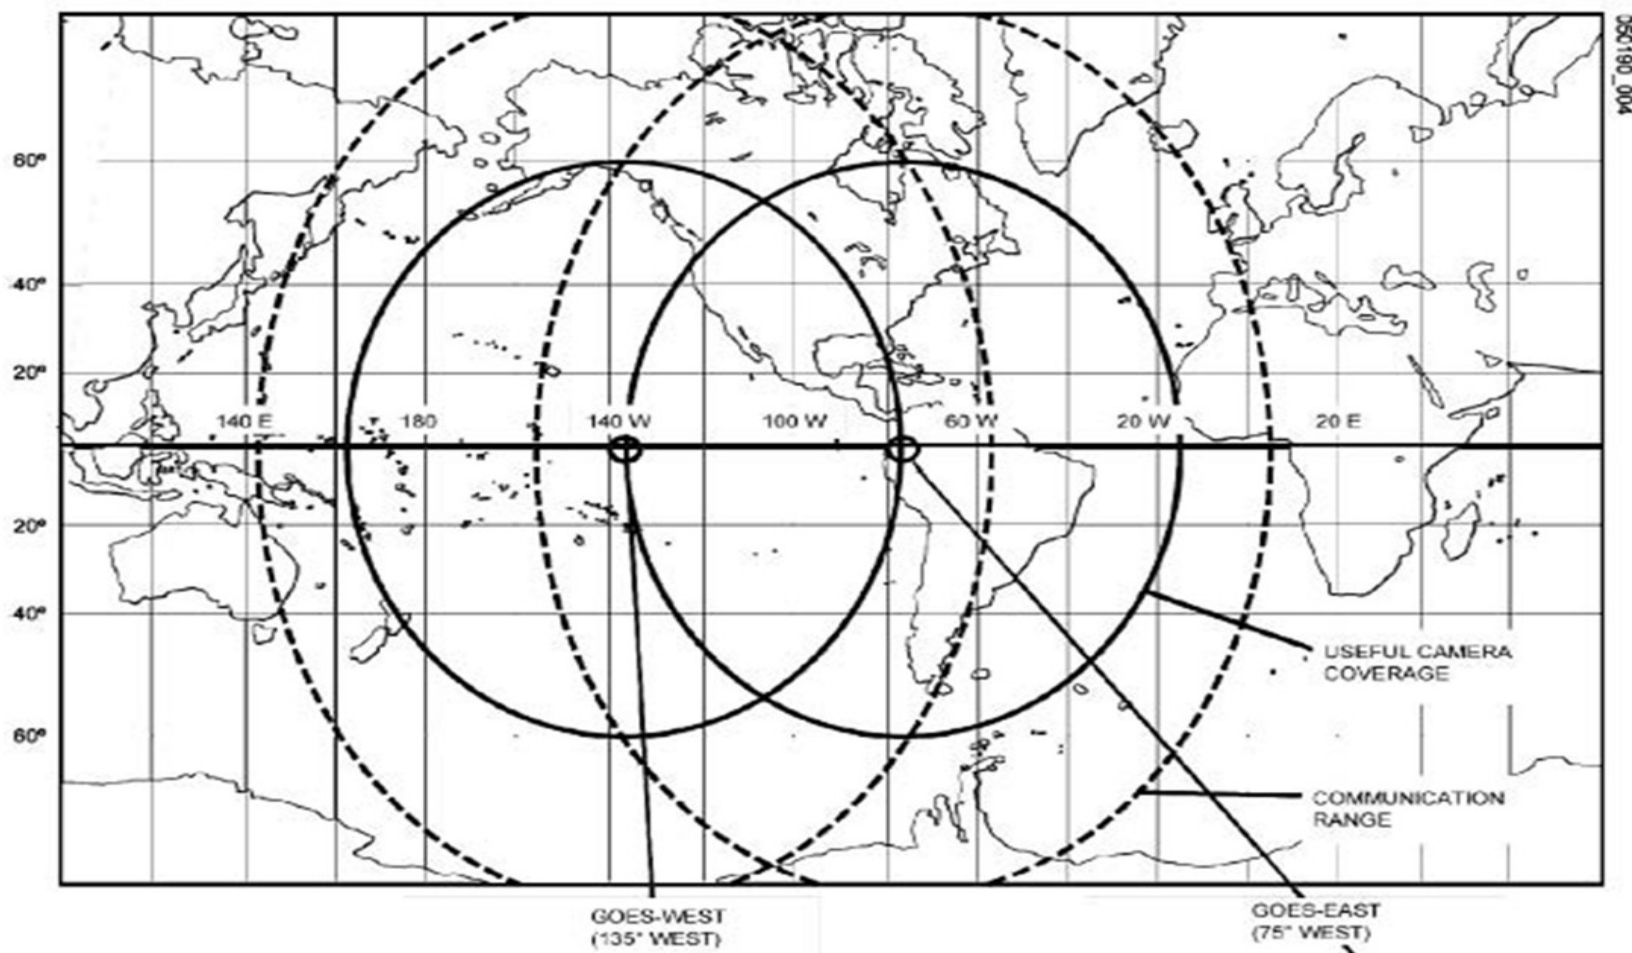 050190_004
60°
40°
20°
140 E 180 140 W 100 W 60 W 20 W 20 E
20°
40°
USEFUL CAMERA
COVERAGE
60°
COMMUNICATION
RANGE
GOES-WEST
(135° WEST)
GOES-EAST
(75° WEST)